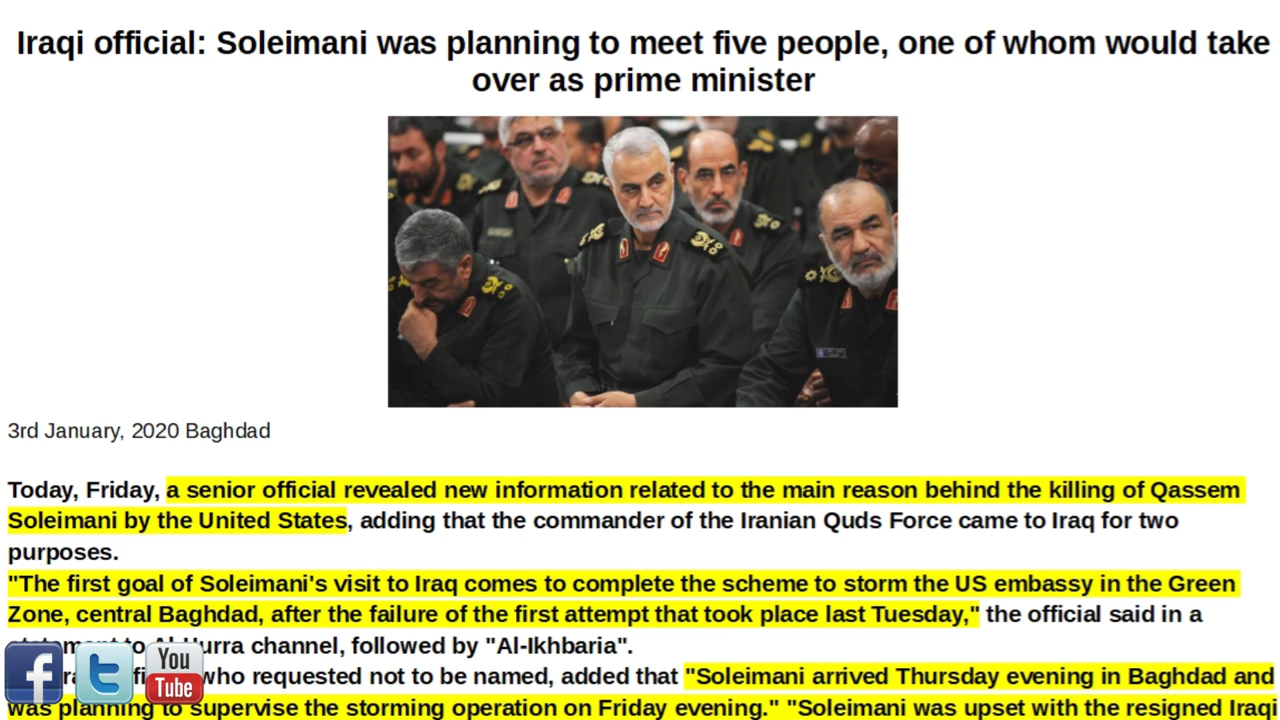 Iraqi official: Soleimani was planning to meet five people, one of whom would take
over as prime minister
3rd January, 2020 Baghdad
Today, Friday, a senior official revealed new information related to the main reason behind the killing of Qassem
Soleimani by the United States, adding that the commander of the Iranian Quds Force came to Iraq for two
purposes.
"The first goal of Soleimani's visit to Iraq comes to complete the scheme to storm the US embassy in the Green
Zone, central Baghdad, after the failure of the first attempt that took place last Tuesday," the official said in a
statement to Al-Hurra channel, followed by "Al-Ikhbaria".
who requested not to be named, added that "Soleimani arrived Thursday evening in Baghdad and
was planning to supervise the storming operation on Friday evening." "Soleimani was upset with the resigned Iraqi
f t You Tube